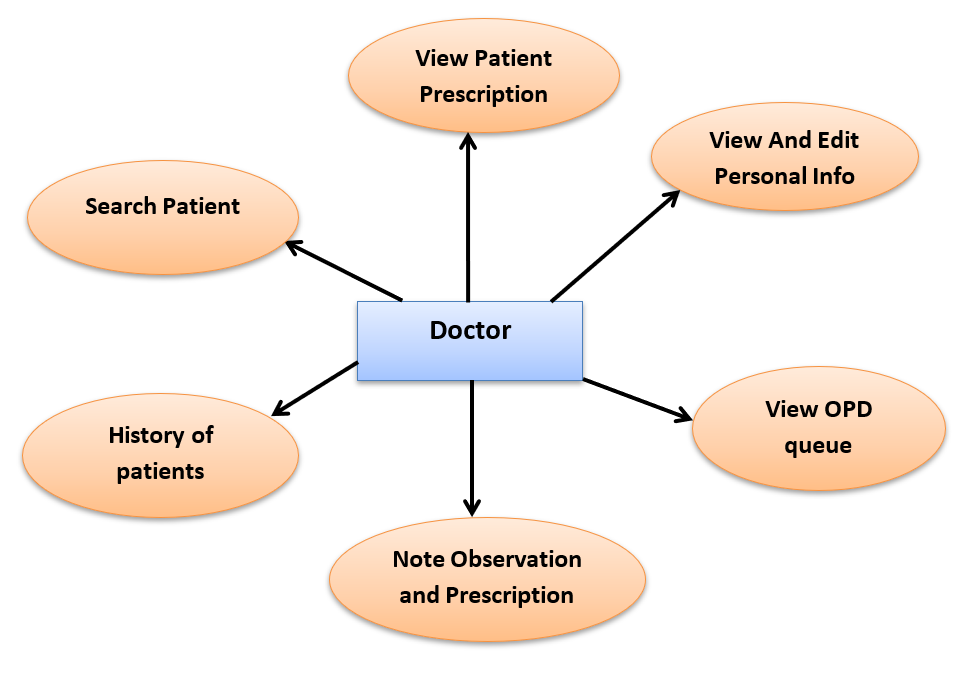 View Patient
Prescription
View And Edit
Personal Info
Search Patient
Doctor
View OPD
queue
History of
patients
Note Observation
and Prescription